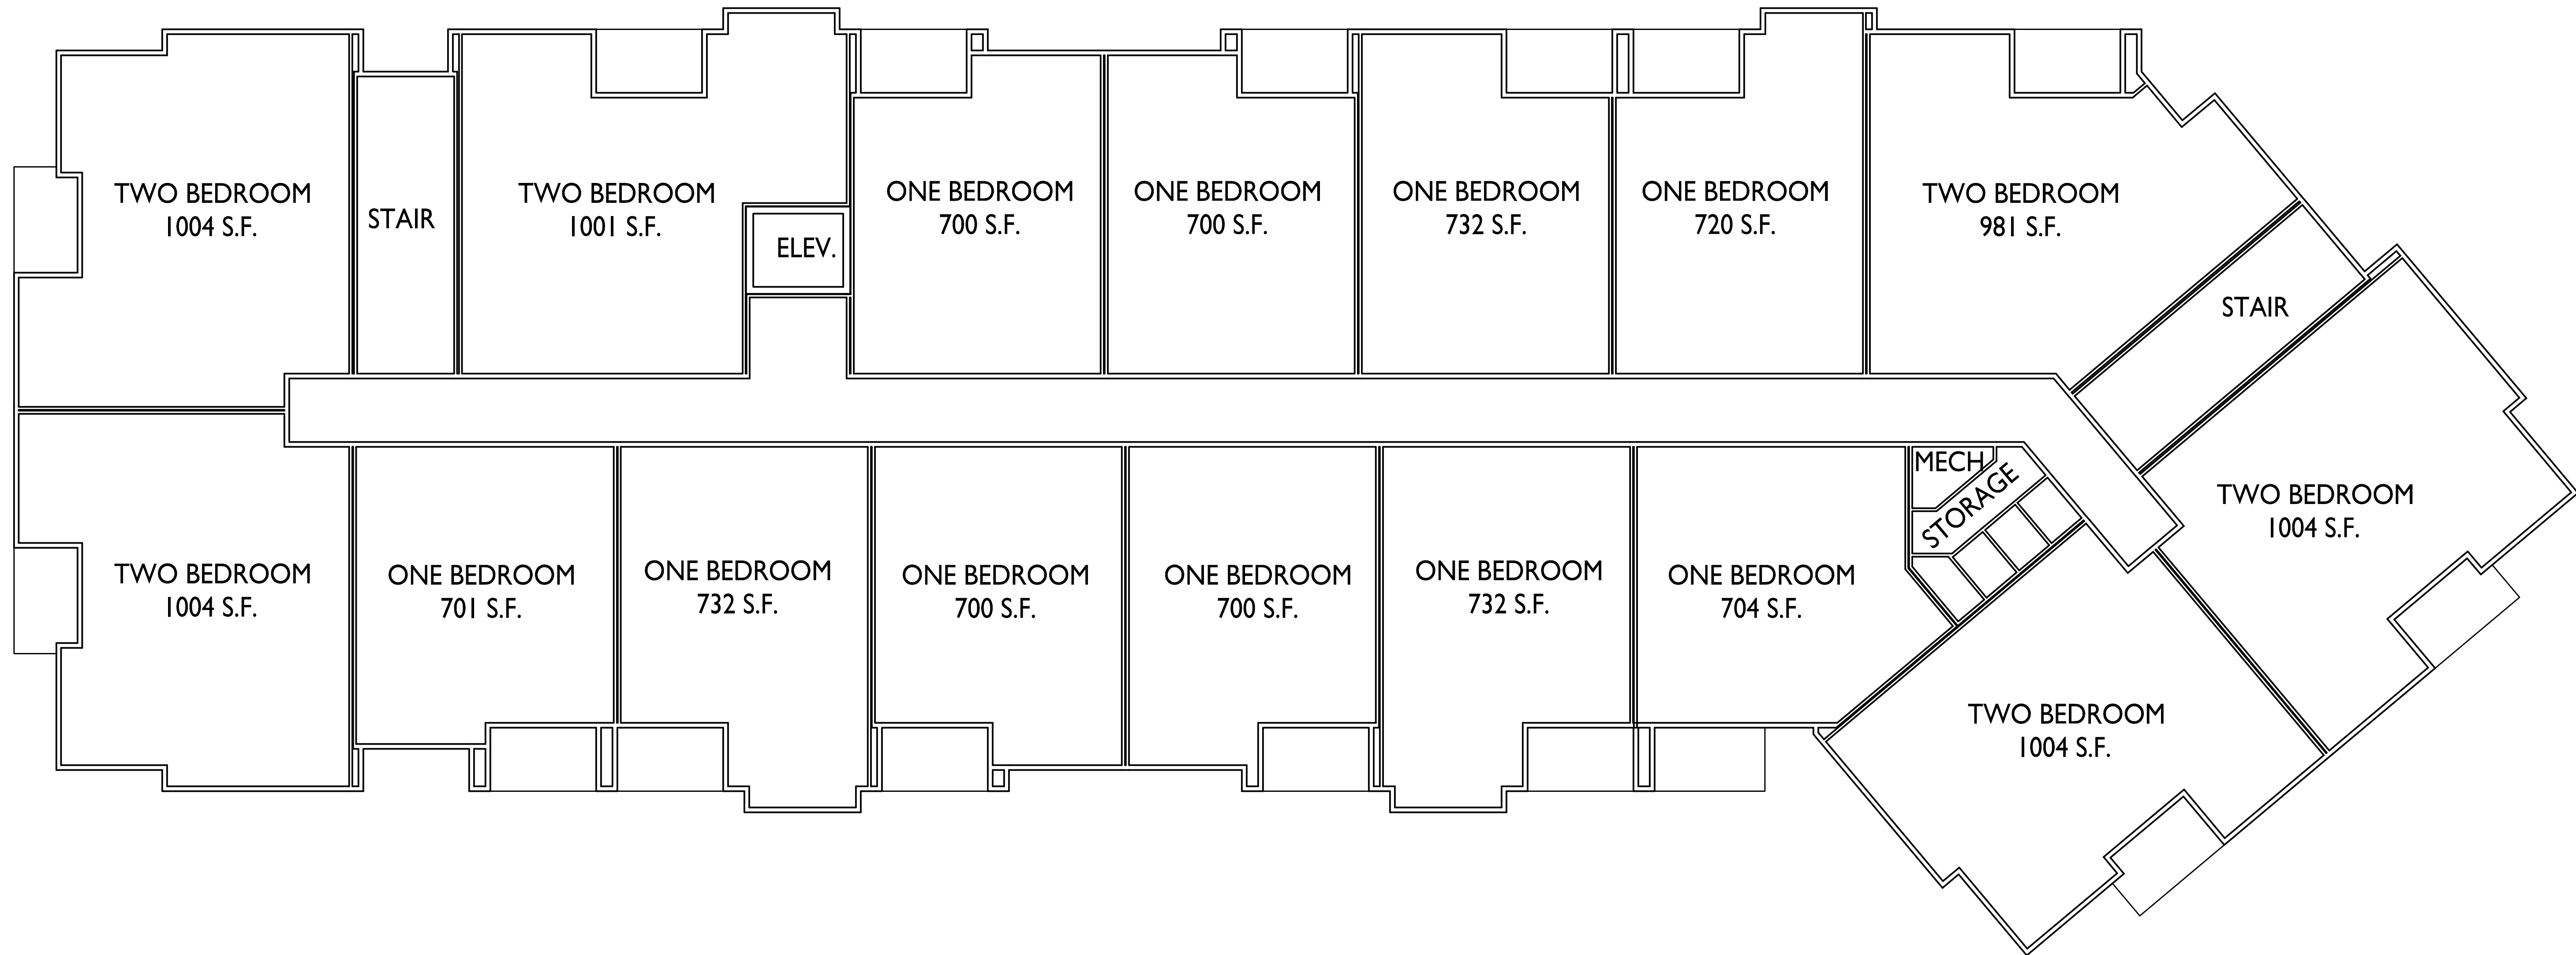 TWO BEDROOM
1004 S.F.
STAIR
TWO BEDROOM
1001 S.F.
ELEV.
ONE BEDROOM
700 S.F.
ONE BEDROOM
700 S.F.
ONE BEDROOM
732 S.F.
ONE BEDROOM
720 S.F.
TWO BEDROOM
981 S.F.
STAIR
TWO BEDROOM
1004 S.F.
TWO BEDROOM
1004 S.F.
ONE BEDROOM
701 S.F.
ONE BEDROOM
732 S.F.
ONE BEDROOM
700 S.F.
ONE BEDROOM
700 S.F.
ONE BEDROOM
732 S.F.
ONE BEDROOM
704 S.F.
MECH
STORAGE
TWO BEDROOM
1004 S.F.